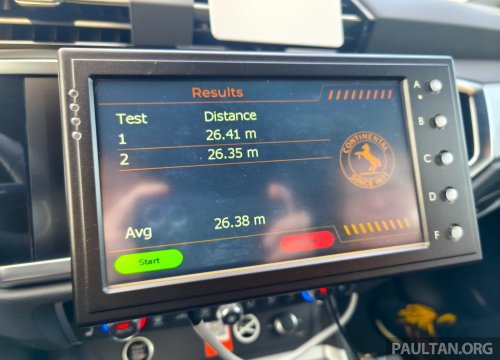 Results
Test Distance
1 26.41 m
2 26.35 m
Avg 26.38 m
Start
CONTINENTAL
SINCE 1871
A
B
C
D
F
PAULTAN.ORG